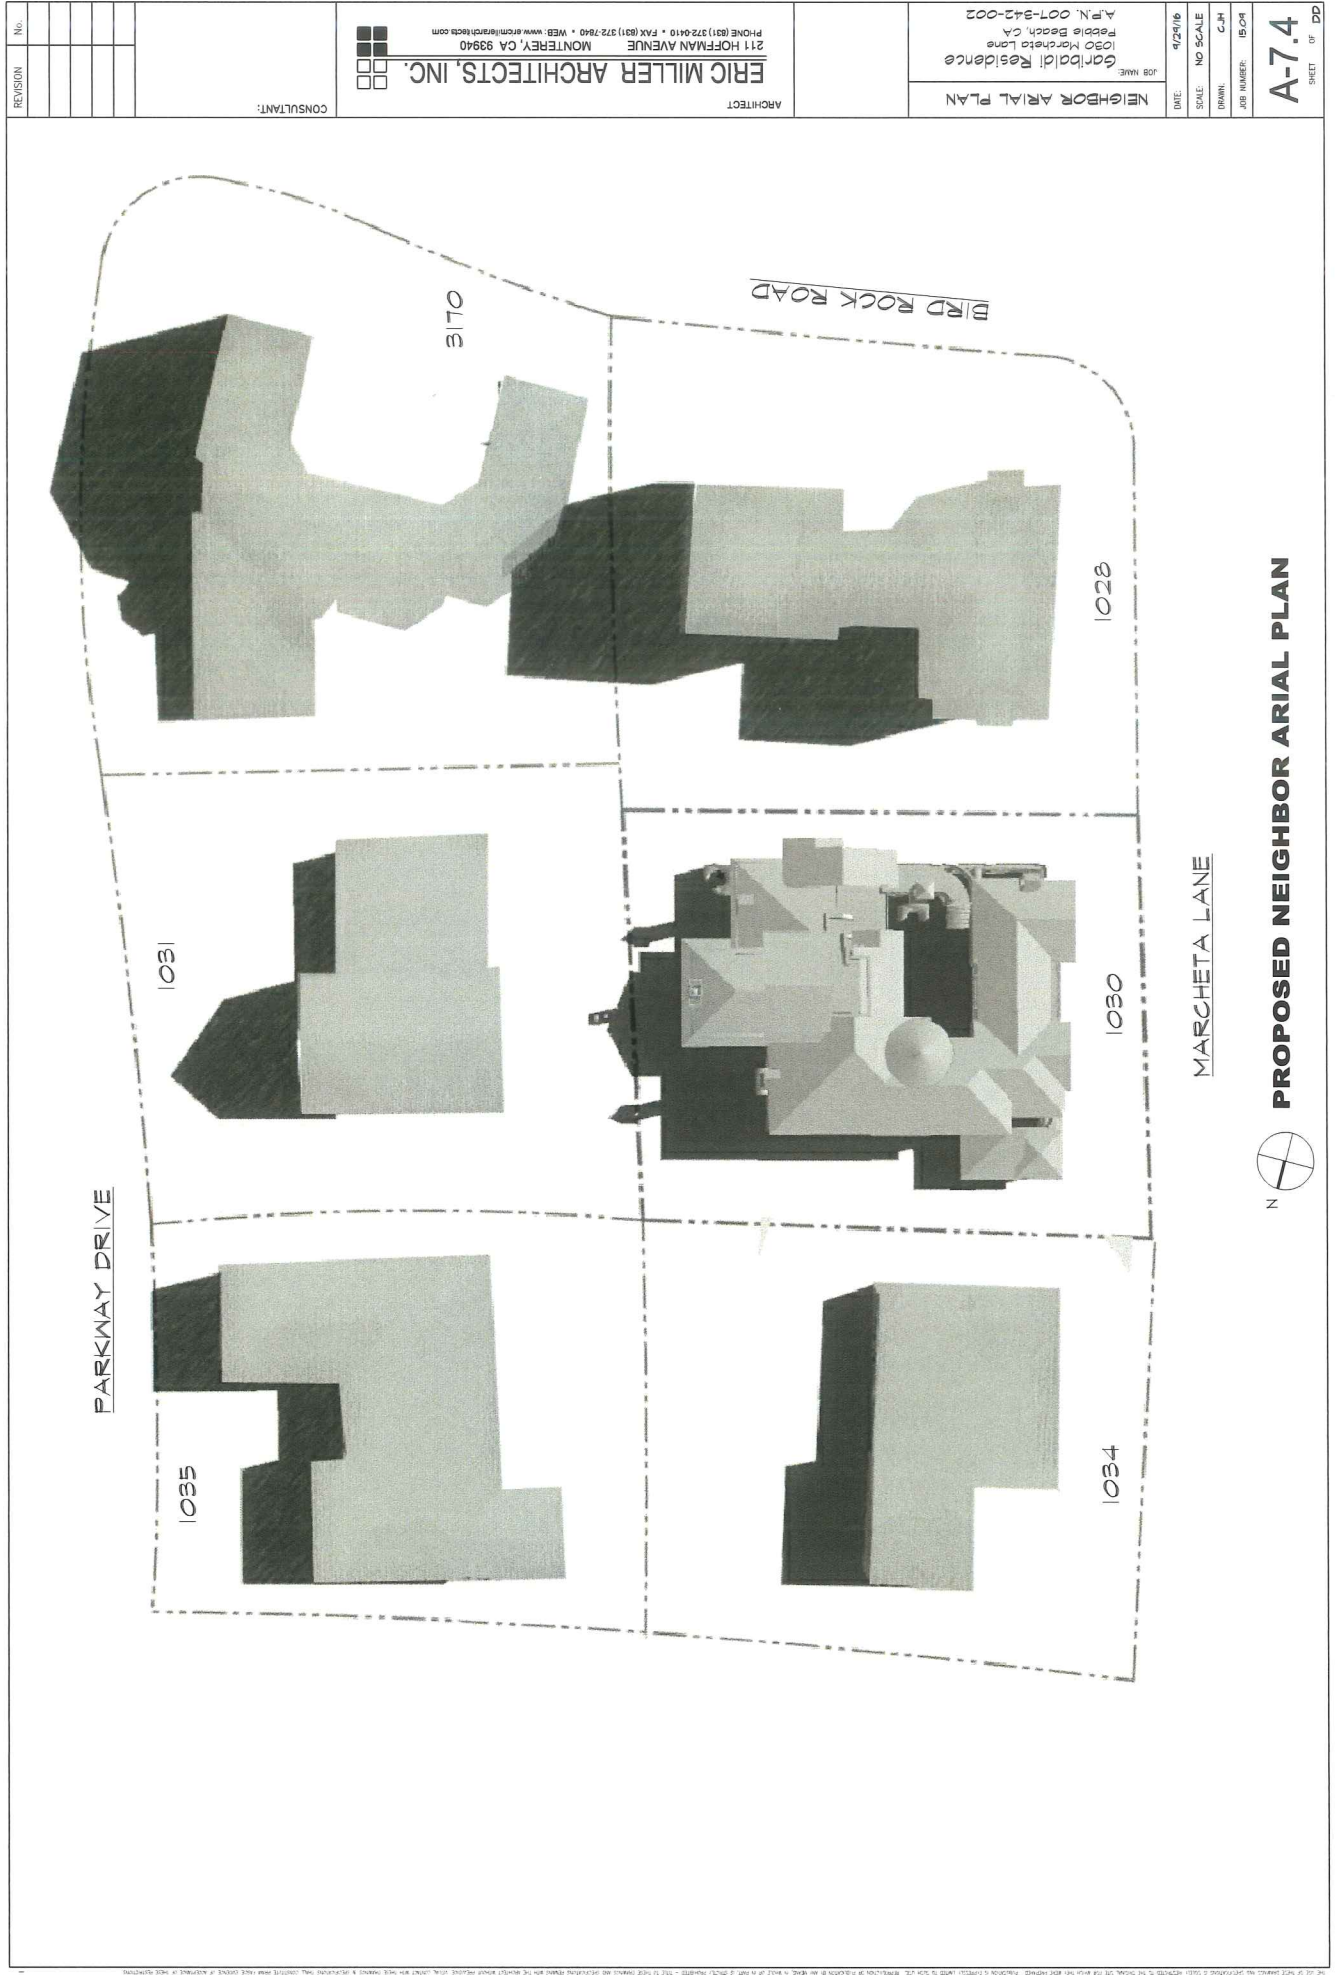 REVISION No.
CONSULTANT:
ARCHITECT
ERIC MILLER ARCHITECTS, INC.
211 HOFFMAN AVENUE MONTEREY, CA 93940
PHONE (831) 372-0410 • FAX (831) 372-7840 • WEB: www.ericmillerarchitects.com
JOB NAME:
Garibaldi Residence
1030 Marcheta Lane
Pebble Beach, CA
A.P.N. 007-342-002
NEIGHBOR ARIAL PLAN
DATE: 9/29/16
SCALE: NO SCALE
DRAWN: CJH
JOB NUMBER: 15.09
A-7.4
SHEET OF DD
3170
BIRD ROCK ROAD
1028
1031
1030
PARKWAY DRIVE
MARCHETA LANE
1035
1034
N
PROPOSED NEIGHBOR ARIAL PLAN